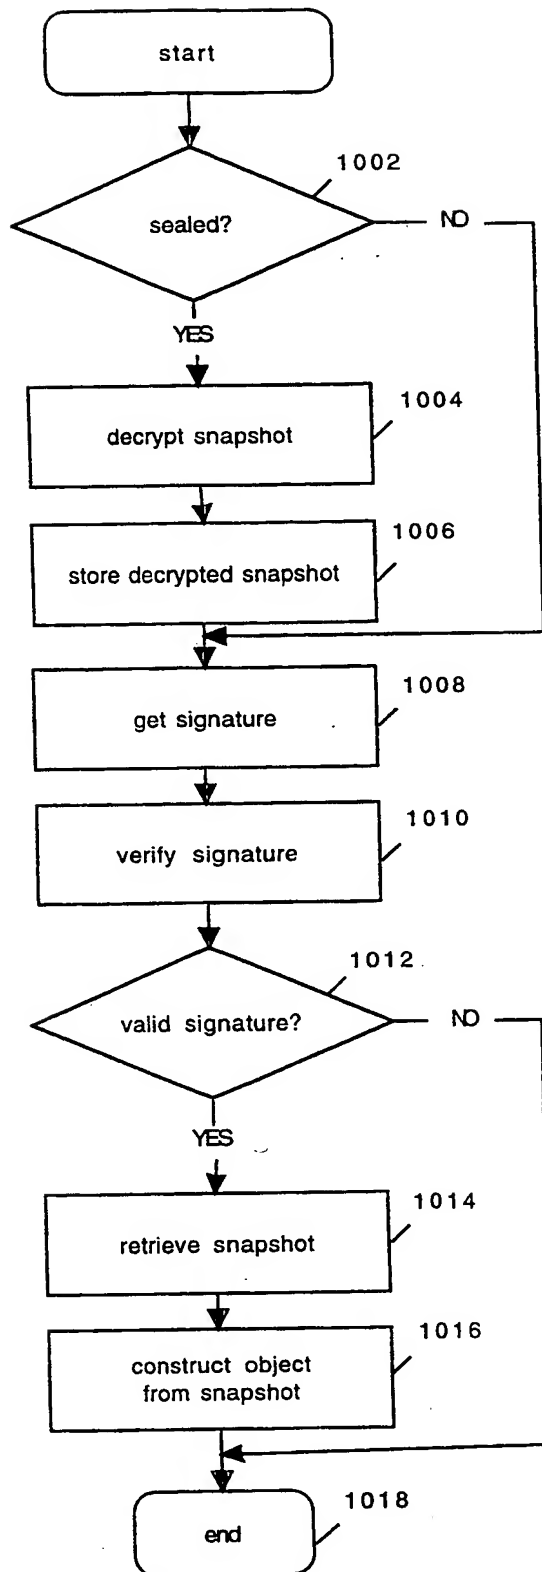 start
1002
sealed?
NO
YES
1004
decrypt snapshot
1006
store decrypted snapshot
1008
get signature
1010
verify signature
1012
valid signature?
NO
YES
1014
retrieve snapshot
1016
construct object
from snapshot
1018
end